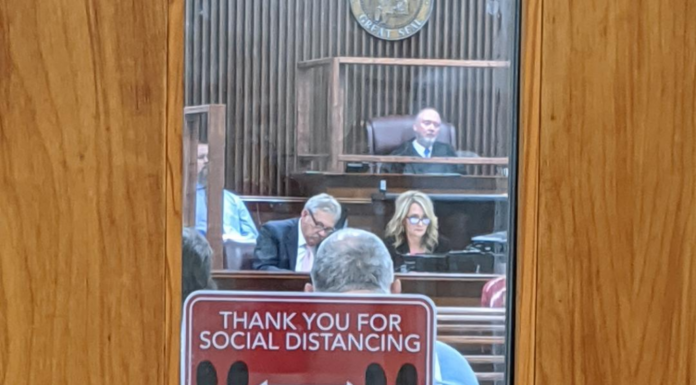 GREAT SEAL
THANK YOU FOR
SOCIAL DISTANCING